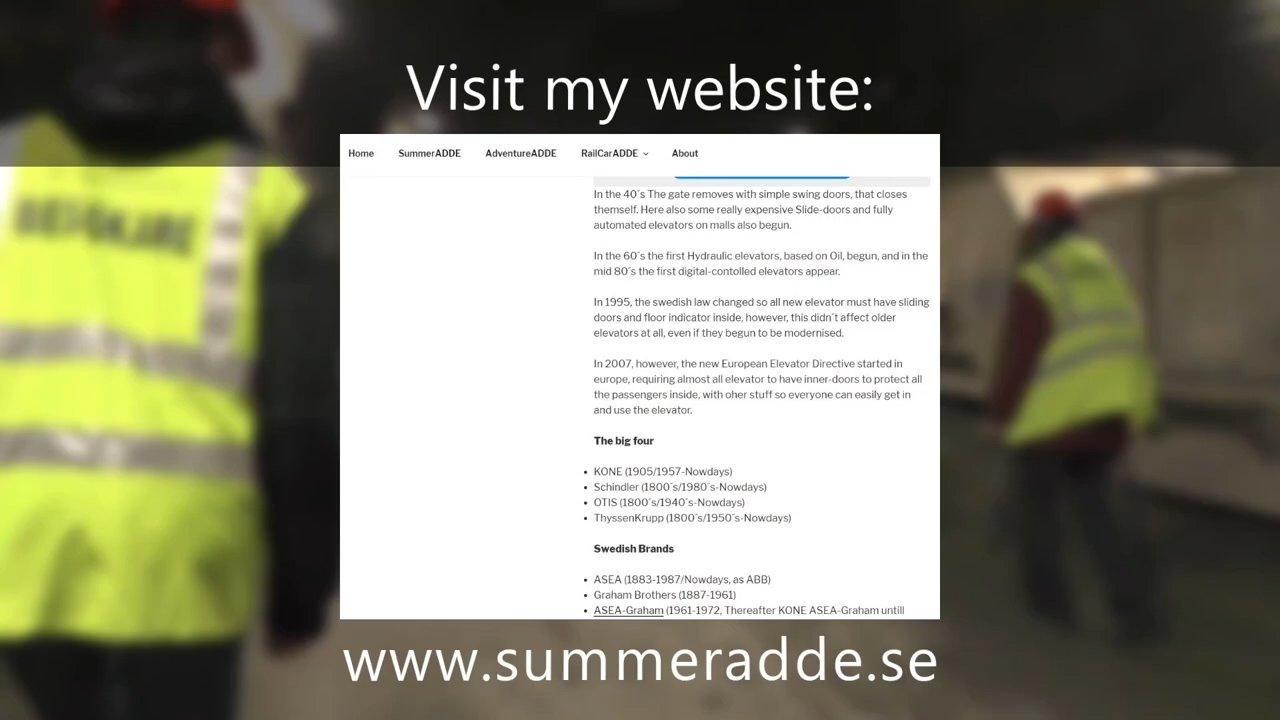 Visit my website:
Home SummerADDE AdventureADDE RailCarADDE About
In the 40´s The gate removes with simple swing doors, that closes
themself. Here also some really expensive Slide-doors and fully
automated elevators on malls also begun.
In the 60´s the first Hydraulic elevators, based on Oil, begun, and in the
mid 80´s the first digital-contolled elevators appear.
In 1995, the swedish law changed so all new elevator must have sliding
doors and floor indicator inside, however, this didn´t affect older
elevators at all, even if they begun to be modernised.
In 2007, however, the new European Elevator Directive started in
europe, requiring almost all elevator to have inner-doors to protect all
the passengers inside, with oher stuff so everyone can easily get in
and use the elevator.
The big four
• KONE (1905/1957-Nowdays)
• Schindler (1800´s/1980´s-Nowdays)
• OTIS (1800´s/1940´s-Nowdays)
• ThyssenKrupp (1800´s/1950´s-Nowdays)
Swedish Brands
• ASEA (1883-1987/Nowdays, as ABB)
• Graham Brothers (1887-1961)
• ASEA-Graham (1961-1972, Thereafter KONE ASEA-Graham untill
www.summeradde.se